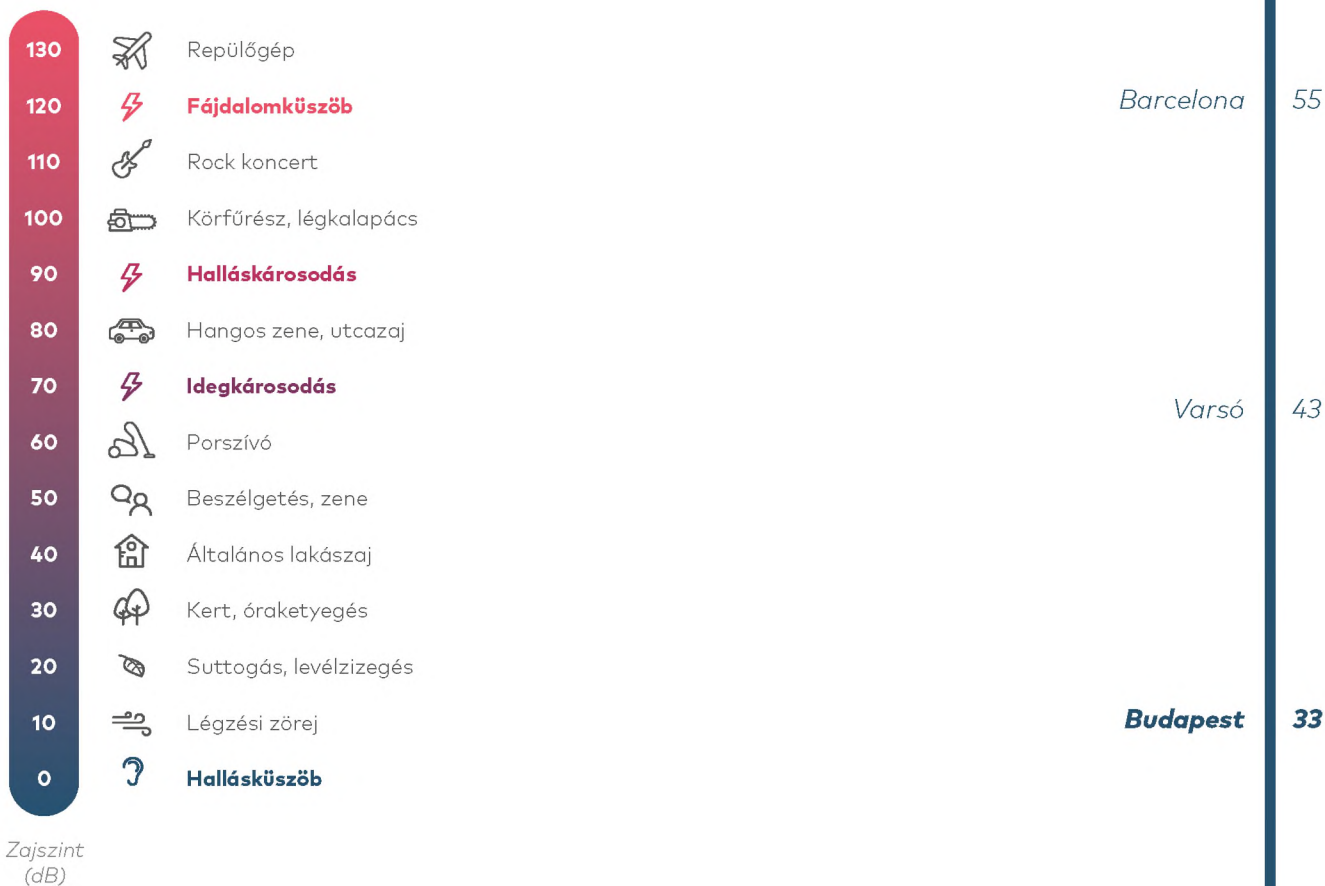 130 Repülőgép
120 Fájdalomküszöb
110 Rock koncert
100 Körfűrész, légkalapács
90 Halláskárosodás
80 Hangos zene, utcazaj
70 Idegkárosodás
60 Porszívó
50 Beszélgetés, zene
40 Általános lakászaj
30 Kert, óraketyegés
20 Suttogás, levélzizegés
10 Légzési zörej
0 Hallásküszöb
Zajszint
(dB)
Barcelona 55
Varsó 43
Budapest 33